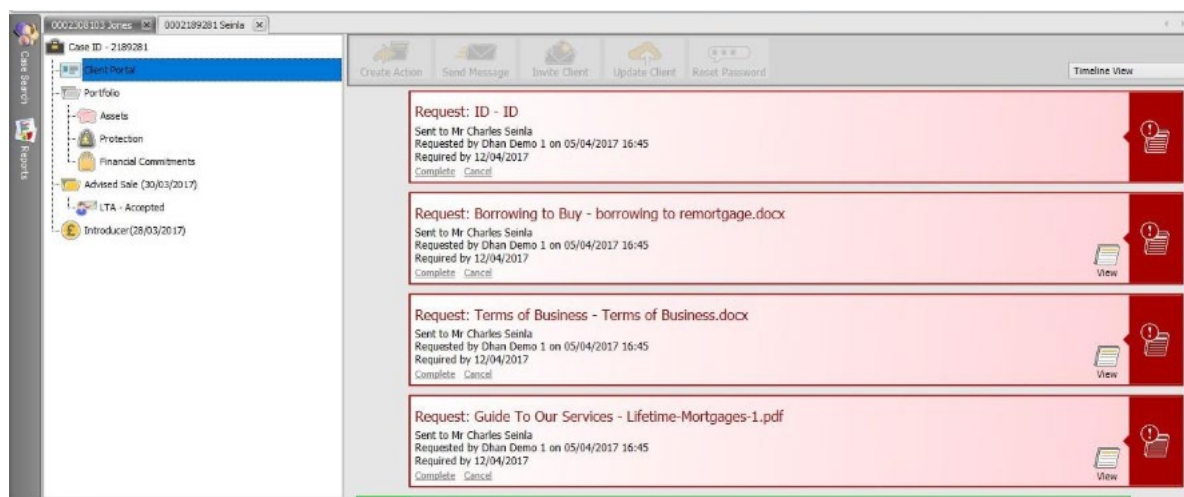 0002308103 Jones
0002189281 Seinla
Case Search
Reports
Case ID - 2189281
Client Portal
Portfolio
Assets
Protection
Financial Commitments
Advised Sale (30/03/2017)
LTA - Accepted
Introducer(28/03/2017)
Create Action
Send Message
Invite Client
Update Client
Reset Password
Timeline View
Request: ID - ID
Sent to Mr Charles Seinla
Requested by Dhan Demo 1 on 05/04/2017 16:45
Required by 12/04/2017
Complete Cancel
Request: Borrowing to Buy - borrowing to remortgage.docx
Sent to Mr Charles Seinla
Requested by Dhan Demo 1 on 05/04/2017 16:45
Required by 12/04/2017
Complete Cancel
View
Request: Terms of Business - Terms of Business.docx
Sent to Mr Charles Seinla
Requested by Dhan Demo 1 on 05/04/2017 16:45
Required by 12/04/2017
Complete Cancel
View
Request: Guide To Our Services - Lifetime-Mortgages-1.pdf
Sent to Mr Charles Seinla
Requested by Dhan Demo 1 on 05/04/2017 16:45
Required by 12/04/2017
Complete Cancel
View